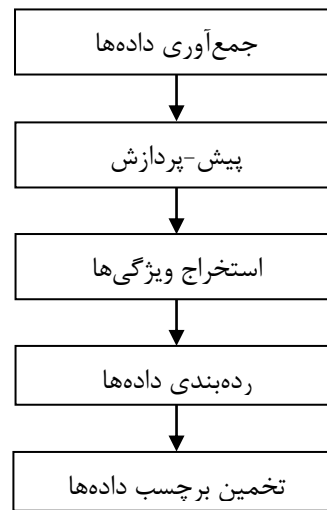 جمع‌آوری داده‌ها
پیش-پردازش
استخراج ویژگی‌ها
رده‌بندی داده‌ها
تخمین برچسب داده‌ها